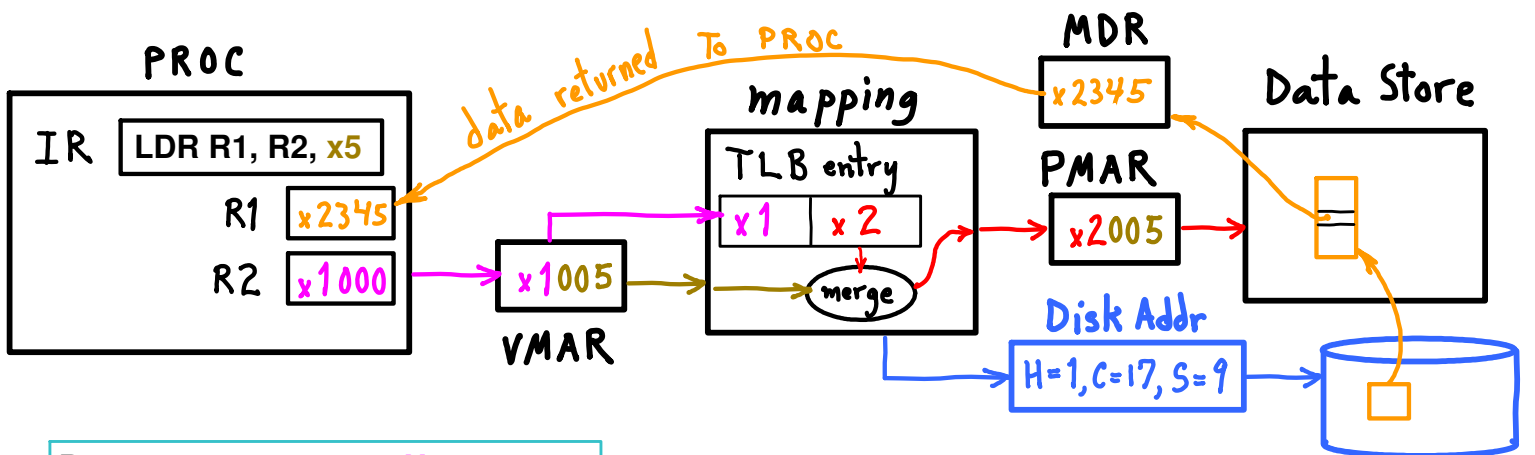 PROC
IR
LDR R1, R2, x5
R1
x2345
R2
x1000
data returned To PROC
x1005
VMAR
mapping
TLB entry
x1
x2
merge
MDR
x2345
PMAR
x2005
Data Store
Disk Addr
H=1, C=17, S=9